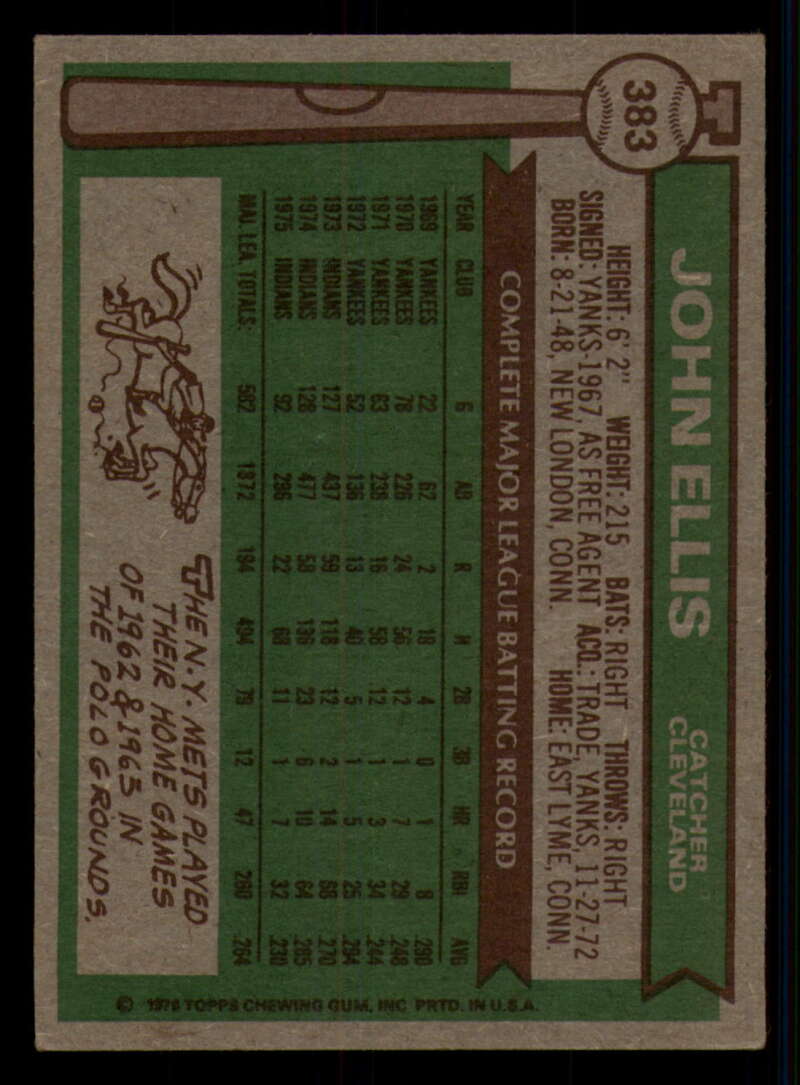 383
JOHN ELLIS
CATCHER
CLEVELAND
HEIGHT: 6' 2" WEIGHT: 215 BATS: RIGHT THROWS: RIGHT
SIGNED: YANKS-1967, AS FREE AGENT ACQ.: TRADE, YANKS, 11-27-72
BORN: 8-21-48, NEW LONDON, CONN. HOME: EAST LYME, CONN.
COMPLETE MAJOR LEAGUE BATTING RECORD
YEAR CLUB G AB R H 2B 3B HR RBI AVG
1969 YANKEES 22 62 2 18 4 0 1 8 .290
1970 YANKEES 78 226 24 56 12 1 7 29 .248
1971 YANKEES 63 238 16 58 12 1 3 34 .244
1972 YANKEES 52 136 13 40 5 1 5 25 .294
1973 INDIANS 127 437 59 118 12 2 14 68 .270
1974 INDIANS 128 477 58 136 23 6 10 64 .285
1975 INDIANS 92 296 22 68 11 1 7 32 .230
MAJ. LEA. TOTALS: 562 1872 194 494 79 12 47 260 .264
THE N.Y. METS PLAYED
THEIR HOME GAMES
OF 1962 & 1963 IN
THE POLO GROUNDS.
© 1976 TOPPS CHEWING GUM, INC PRTD. IN U.S.A.